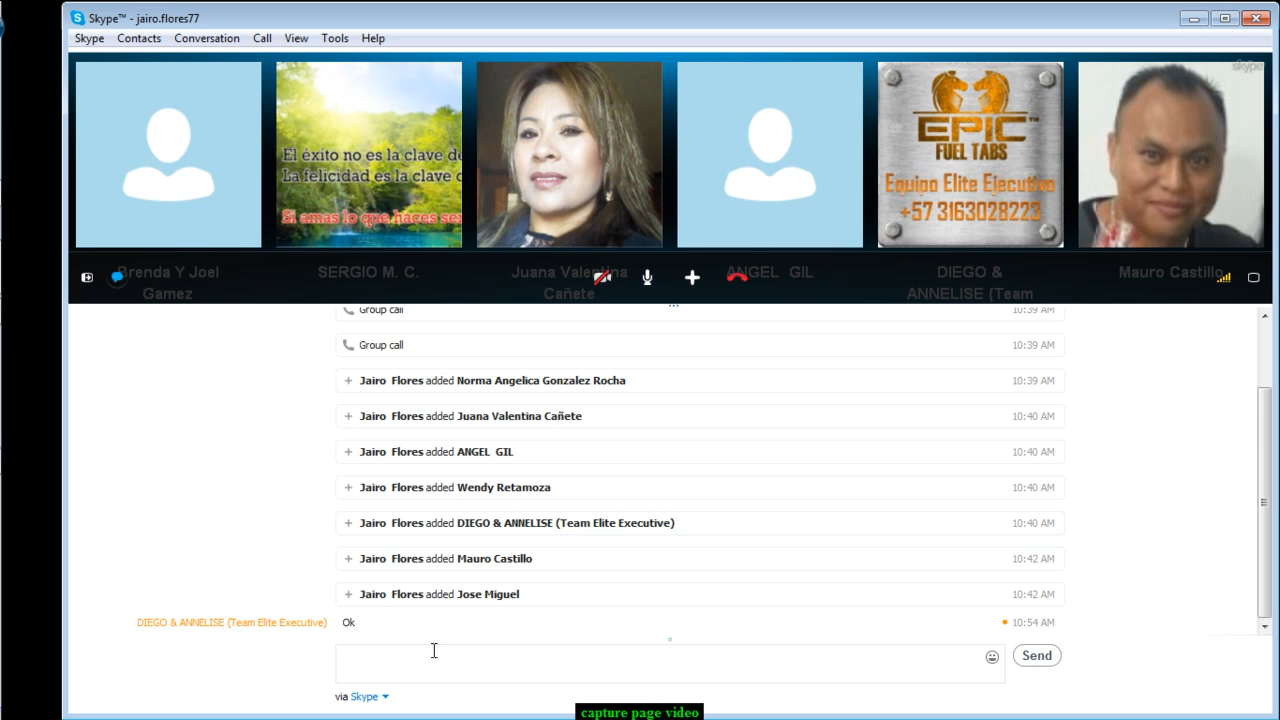 Skype™ - jairo.flores77
Skype Contacts Conversation Call View Tools Help
skype
El éxito no es la clave de
La felicidad es la clave
Si amas lo que haces
EPIC™
FUEL TABS
Equipo Elite Ejecutivo
+57 3163028223
Brenda Y Joel
Gamez
SERGIO M. C.
Juana Valentina
Cañete
ANGEL GIL
DIEGO &
ANNELISE (Team
Mauro Castillo
Group call 10:39 AM
Group call 10:39 AM
Jairo Flores added Norma Angelica Gonzalez Rocha 10:39 AM
Jairo Flores added Juana Valentina Cañete 10:40 AM
Jairo Flores added ANGEL GIL 10:40 AM
Jairo Flores added Wendy Retamoza 10:40 AM
Jairo Flores added DIEGO & ANNELISE (Team Elite Executive) 10:40 AM
Jairo Flores added Mauro Castillo 10:42 AM
Jairo Flores added Jose Miguel 10:42 AM
DIEGO & ANNELISE (Team Elite Executive) Ok 10:54 AM
Send
via Skype
capture page video